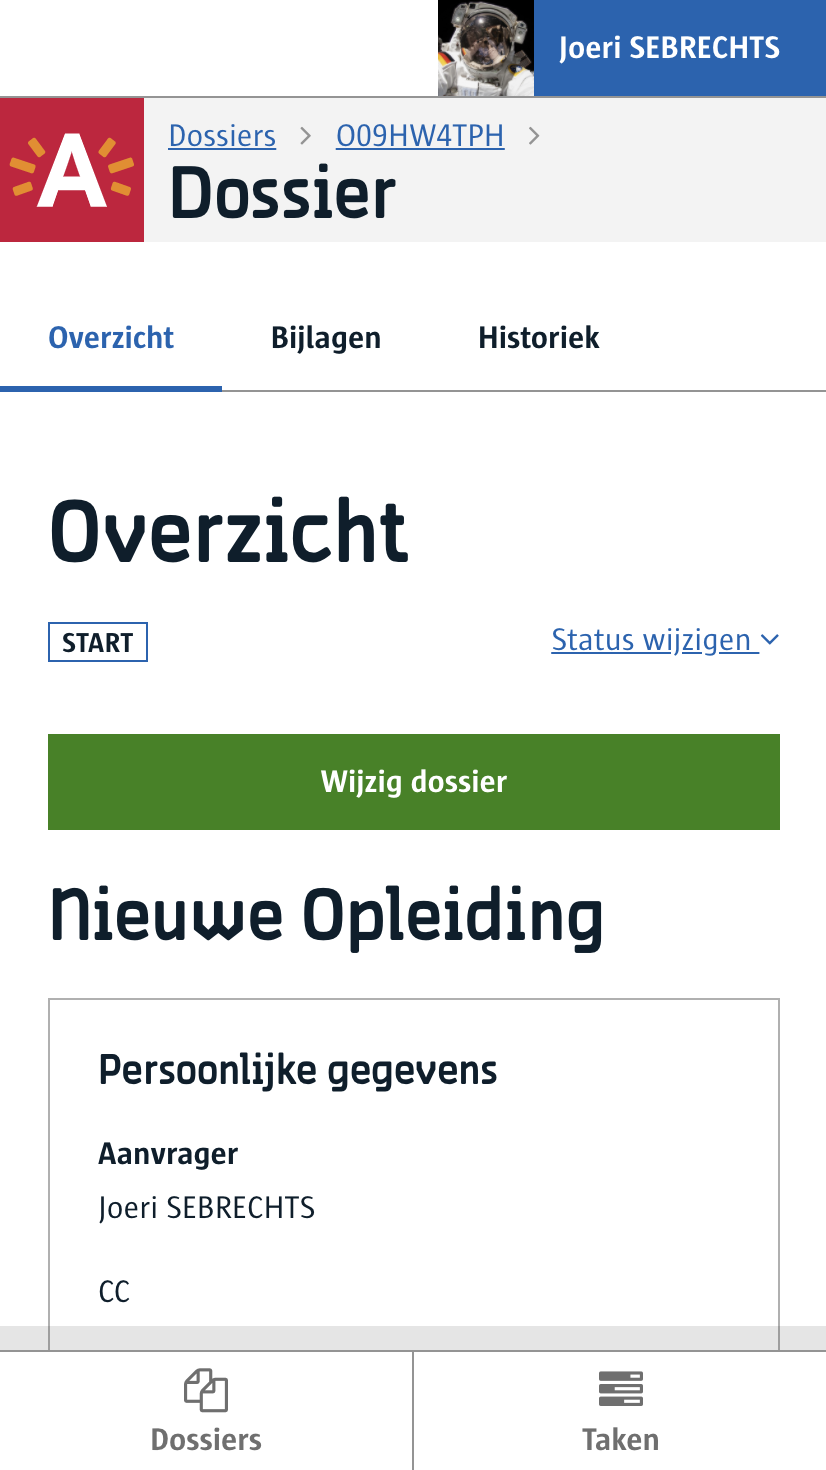 Joeri SEBRECHTS
A
Dossiers > O09HW4TPH >
Dossier
Overzicht Bijlagen Historiek
Overzicht
START Status wijzigen
Wijzig dossier
Nieuwe Opleiding
Persoonlijke gegevens
Aanvrager
Joeri SEBRECHTS
CC
Dossiers Taken